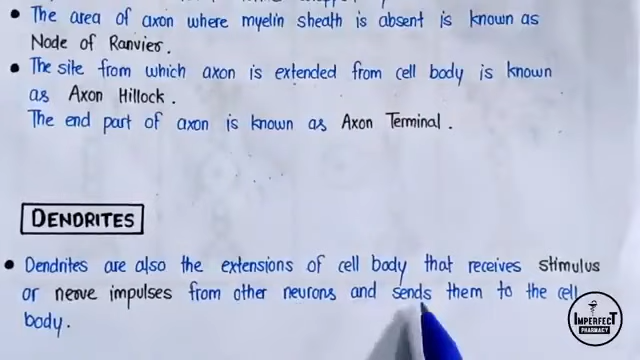 • The area of axon where myelin sheath is absent is known as
Node of Ranvier.
• The site from which axon is extended from cell body is known
as Axon Hillock.
The end part of axon is known as Axon Terminal.
DENDRITES
• Dendrites are also the extensions of cell body that receives stimulus
or nerve impulses from other neurons and sends them to the cell
body.
IMPERFECT
PHARMACY